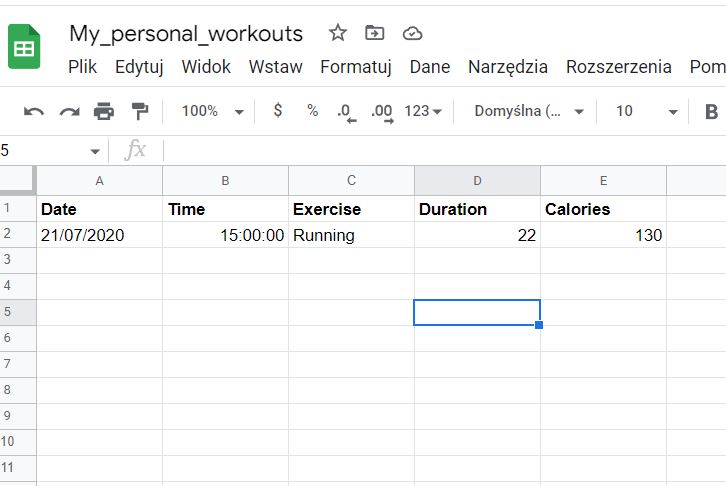 My_personal_workouts
Plik Edytuj Widok Wstaw Formatuj Dane Narzędzia Rozszerzenia Pom
100% $ % .0 .00 123 Domyślna (... 10 B
5 fx
A B C D E
1 Date Time Exercise Duration Calories
2 21/07/2020 15:00:00 Running 22 130
3
4
5
6
7
8
9
10
11